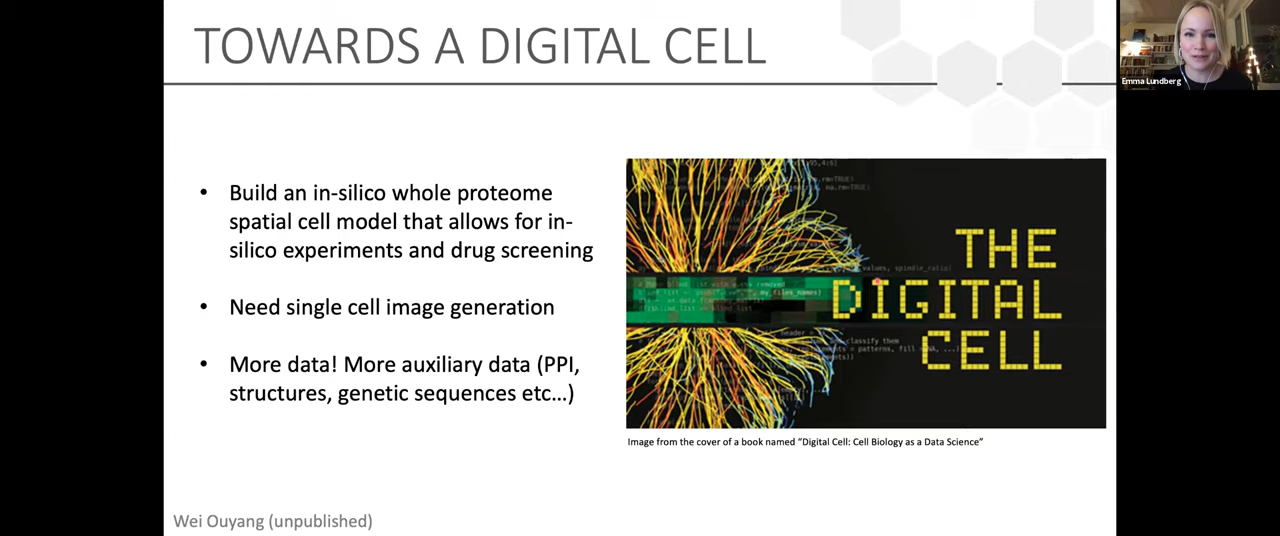 TOWARDS A DIGITAL CELL
Emma Lundberg
• Build an in-silico whole proteome
spatial cell model that allows for in-
silico experiments and drug screening
• Need single cell image generation
• More data! More auxiliary data (PPI,
structures, genetic sequences etc...)
THE
DIGITAL
CELL
Image from the cover of a book named “Digital Cell: Cell Biology as a Data Science”
Wei Ouyang (unpublished)